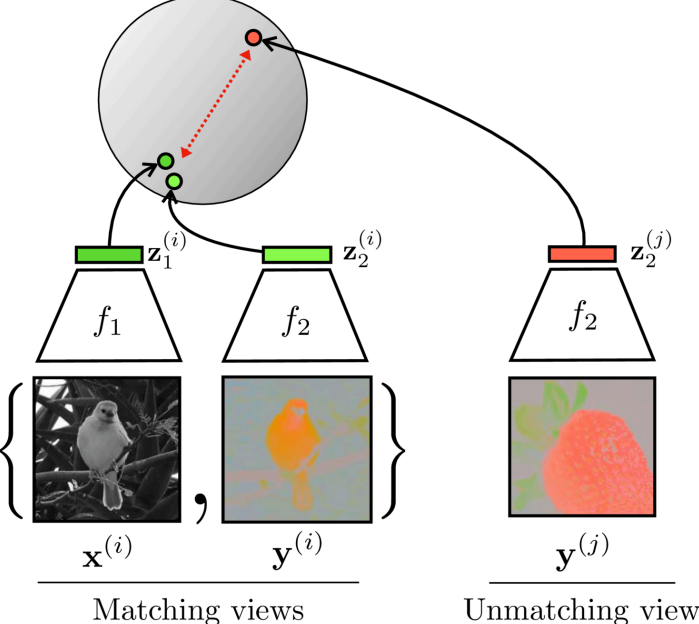 z₁⁽ⁱ⁾ z₂⁽ⁱ⁾ z₂⁽ʲ⁾
f₁ f₂ f₂
{ , }
x⁽ⁱ⁾ y⁽ⁱ⁾ y⁽ʲ⁾
Matching views Unmatching view